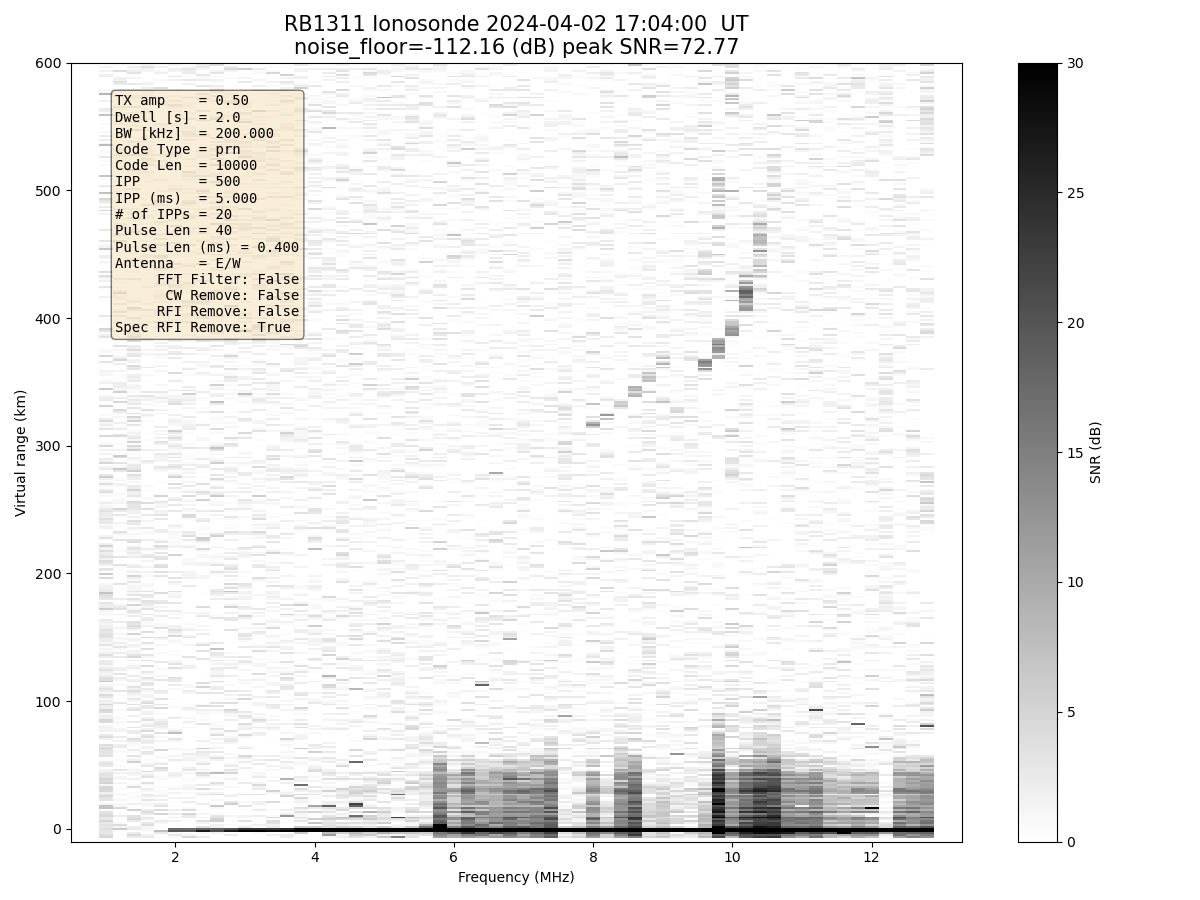 RB1311 Ionosonde 2024-04-02 17:04:00  UT
noise_floor=-112.16 (dB) peak SNR=72.77
600
500
400
300
200
100
0
Virtual range (km)
TX amp    = 0.50
Dwell [s] = 2.0
BW [kHz]  = 200.000
Code Type = prn
Code Len  = 10000
IPP       = 500
IPP (ms)  = 5.000
# of IPPs = 20
Pulse Len = 40
Pulse Len (ms) = 0.400
Antenna   = E/W
FFT Filter: False
CW Remove: False
RFI Remove: False
Spec RFI Remove: True
2 4 6 8 10 12
Frequency (MHz)
30
25
20
15
10
5
0
SNR (dB)